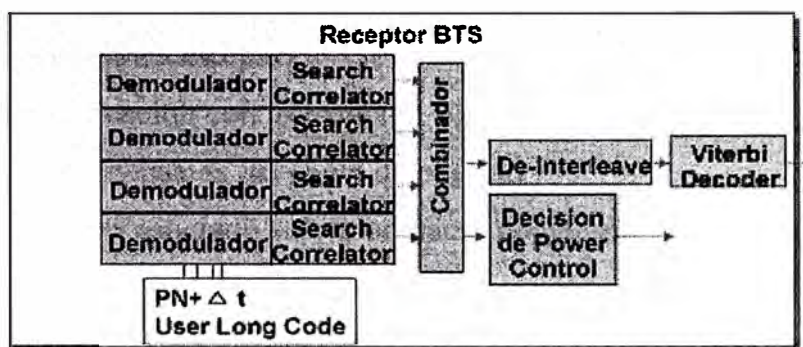 Receptor BTS
Demodulador
Search
Correlator
Demodulador
Search
Correlator
Demodulador
Search
Correlator
Demodulador
Search
Correlator
Combinador
De-Interleave
Viterbi
Decoder
Decision
de Power
Control
PN+ △ t
User Long Code